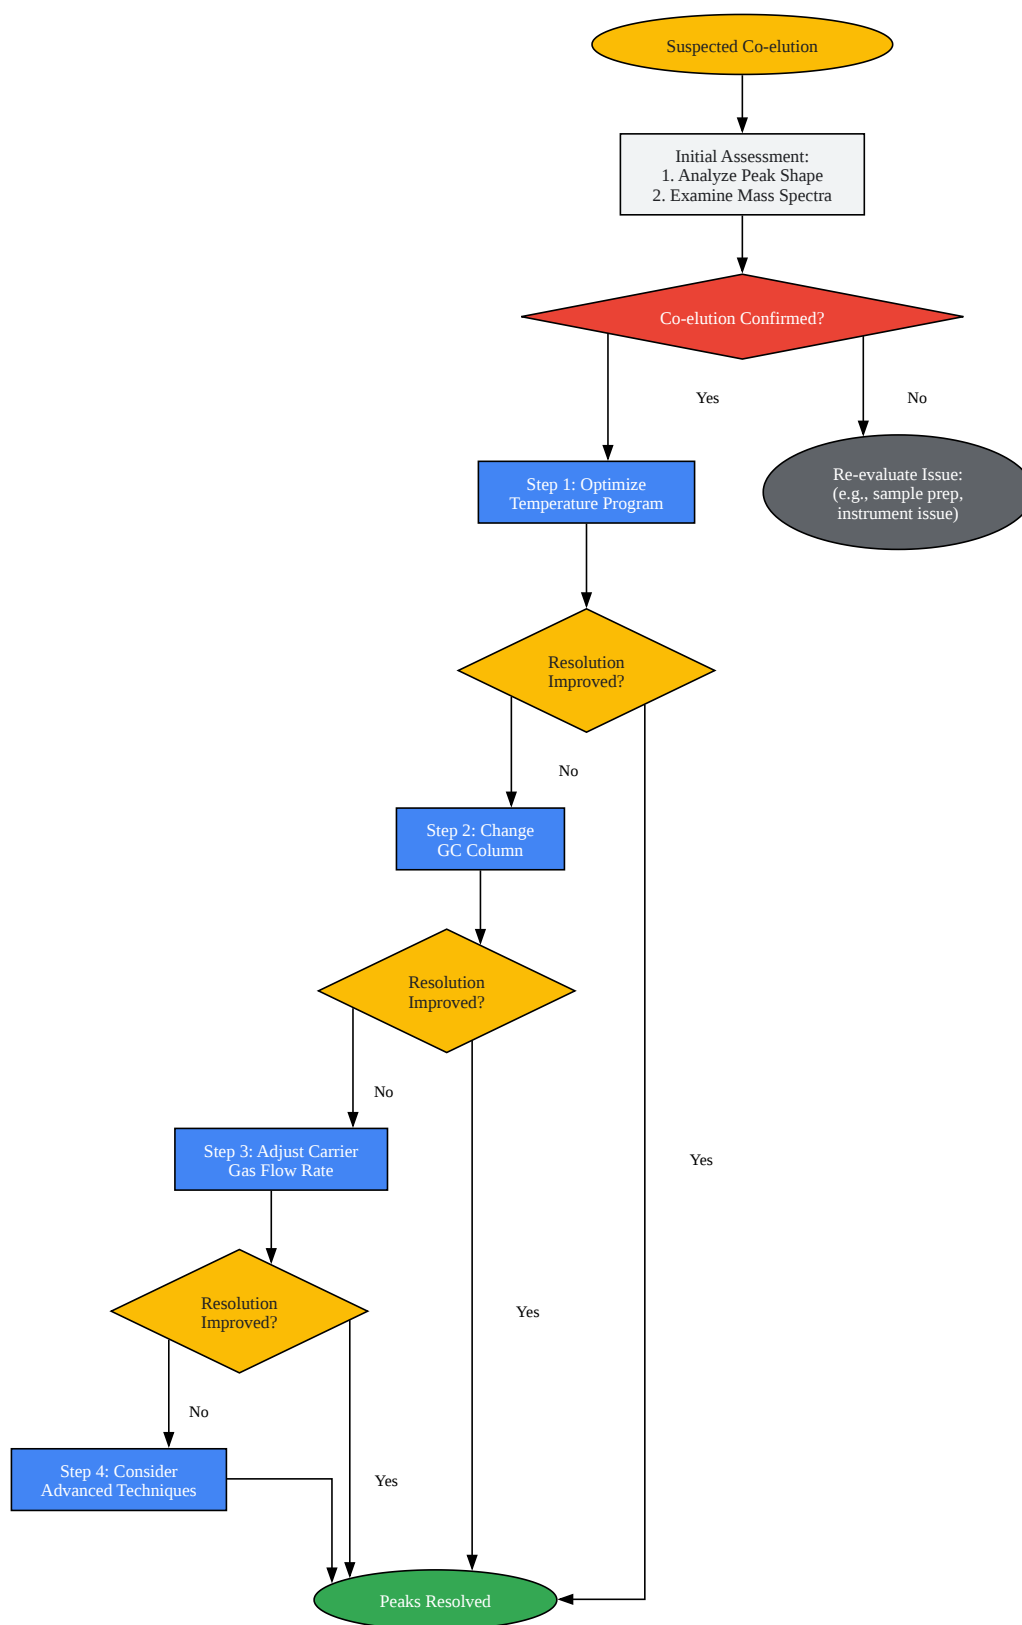 Suspected Co-elution
Initial Assessment:
1. Analyze Peak Shape
2. Examine Mass Spectra
Co-elution Confirmed?
Yes
No
Step 1: Optimize
Temperature Program
Re-evaluate Issue:
(e.g., sample prep,
instrument issue)
Resolution
Improved?
No
Step 2: Change
GC Column
Resolution
Improved?
No
Step 3: Adjust Carrier
Gas Flow Rate
Yes
Resolution
Improved?
Yes
No
Step 4: Consider
Advanced Techniques
Yes
Peaks Resolved